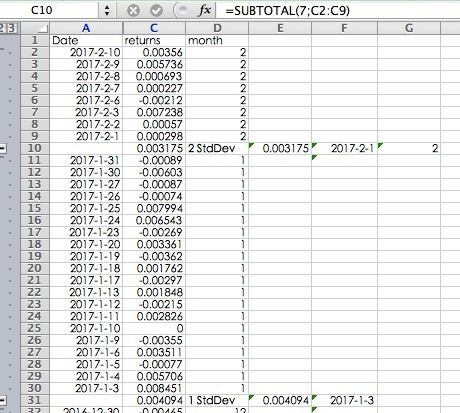 C10 fx =SUBTOTAL(7;C2:C9)
2 3 A C D E F G
1 Date returns month
2 2017-2-10 0.00356 2
3 2017-2-9 0.005736 2
4 2017-2-8 0.000693 2
5 2017-2-7 0.000227 2
6 2017-2-6 -0.00212 2
7 2017-2-3 0.007238 2
8 2017-2-2 0.00057 2
9 2017-2-1 0.000298 2
10 0.003175 2 StdDev 0.003175 2017-2-1 2
11 2017-1-31 -0.00089 1
12 2017-1-30 -0.00603 1
13 2017-1-27 -0.00087 1
14 2017-1-26 -0.00074 1
15 2017-1-25 0.007994 1
16 2017-1-24 0.006543 1
17 2017-1-23 -0.00269 1
18 2017-1-20 0.003361 1
19 2017-1-19 -0.00362 1
20 2017-1-18 0.001762 1
21 2017-1-17 -0.00297 1
22 2017-1-13 0.001848 1
23 2017-1-12 -0.00215 1
24 2017-1-11 0.002826 1
25 2017-1-10 0 1
26 2017-1-9 -0.00355 1
27 2017-1-6 0.003511 1
28 2017-1-5 -0.00077 1
29 2017-1-4 0.005706 1
30 2017-1-3 0.008451 1
31 0.004094 1 StdDev 0.004094 2017-1-3
32 2016-12-30 -0.00465 12